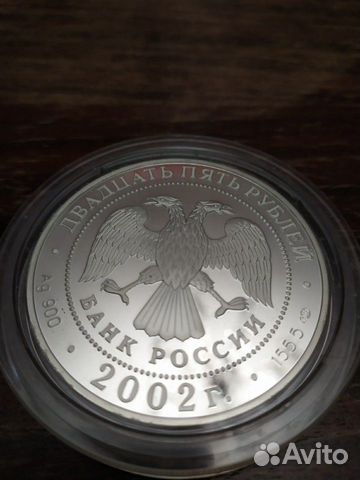 ДВАДЦАТЬ ПЯТЬ РУБЛЕЙ
БАНК РОССИИ
Ag 900
2002 г.
155,5
Avito